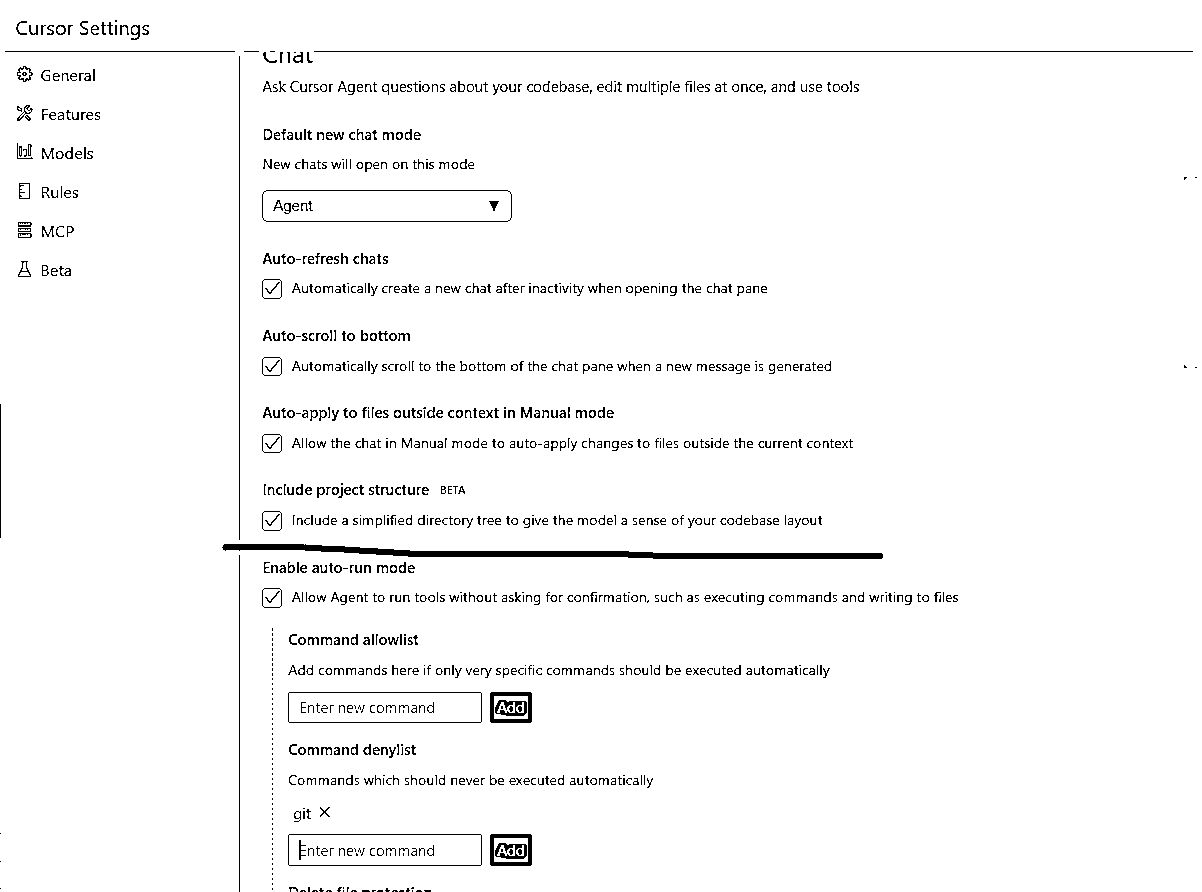 Cursor Settings
General
Features
Models
Rules
MCP
Beta
Chat
Ask Cursor Agent questions about your codebase, edit multiple files at once, and use tools
Default new chat mode
New chats will open on this mode
Agent
Auto-refresh chats
Automatically create a new chat after inactivity when opening the chat pane
Auto-scroll to bottom
Automatically scroll to the bottom of the chat pane when a new message is generated
Auto-apply to files outside context in Manual mode
Allow the chat in Manual mode to auto-apply changes to files outside the current context
Include project structure BETA
Include a simplified directory tree to give the model a sense of your codebase layout
Enable auto-run mode
Allow Agent to run tools without asking for confirmation, such as executing commands and writing to files
Command allowlist
Add commands here if only very specific commands should be executed automatically
Enter new command Add
Command denylist
Commands which should never be executed automatically
git ×
Enter new command Add
Delete file protection